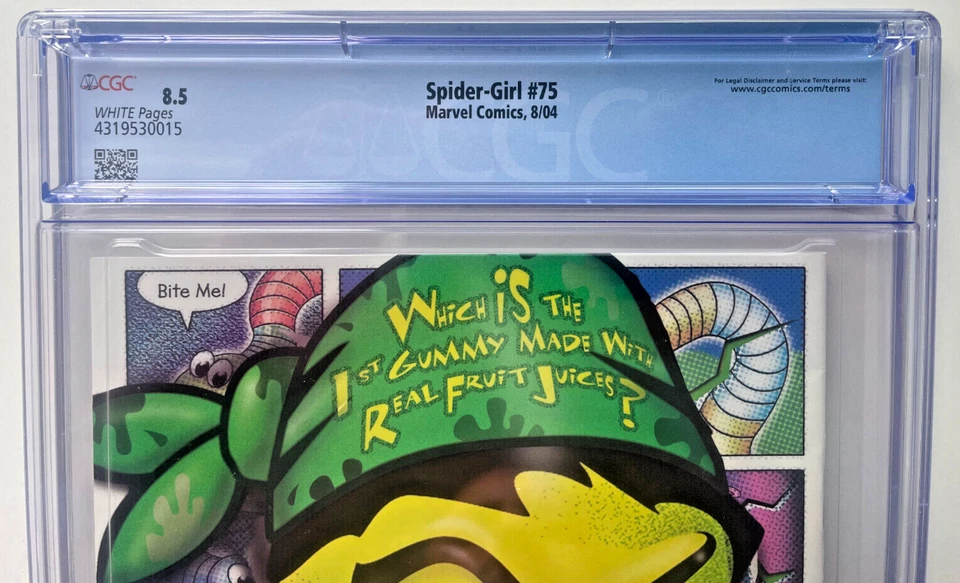 CGC
8.5
WHITE Pages
4319530015
Spider-Girl #75
Marvel Comics, 8/04
For Legal Disclaimer and Service Terms please visit:
www.cgccomics.com/terms
CGC
Bite Me!
WHICH iS THE
1ST GUMMY MADE WITH
REAL FRUIT JUICES?